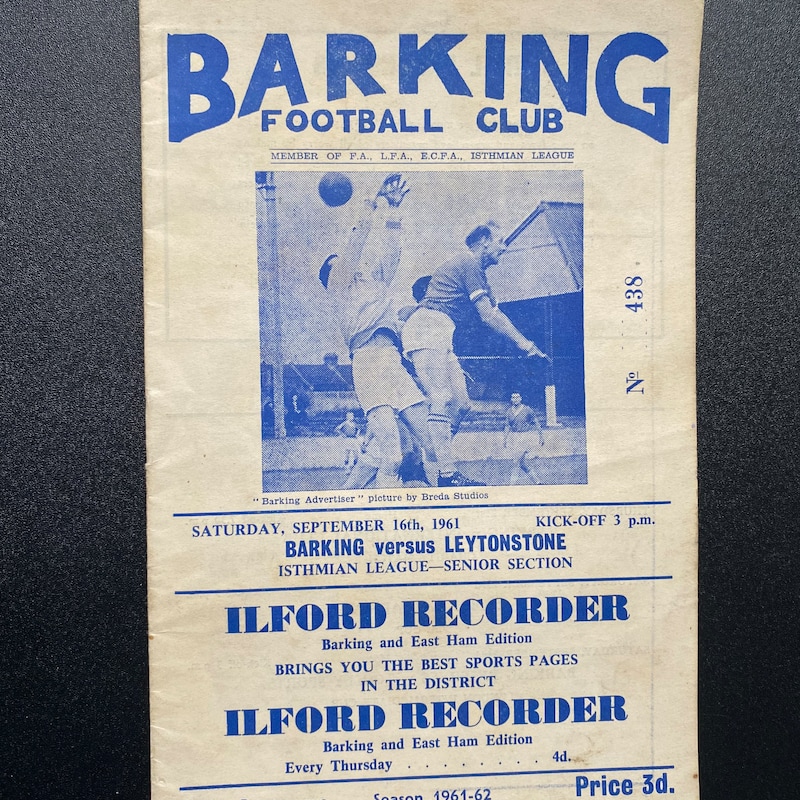 BARKING
FOOTBALL CLUB
MEMBER OF F.A., L.F.A., E.C.F.A., ISTHMIAN LEAGUE
Nº 438
"Barking Advertiser" picture by Breda Studios
SATURDAY, SEPTEMBER 16th, 1961 KICK-OFF 3 p.m.
BARKING versus LEYTONSTONE
ISTHMIAN LEAGUE—SENIOR SECTION
ILFORD RECORDER
Barking and East Ham Edition
BRINGS YOU THE BEST SPORTS PAGES
IN THE DISTRICT
ILFORD RECORDER
Barking and East Ham Edition
Every Thursday . . . . . . . . . 4d.
Season 1961-62 Price 3d.